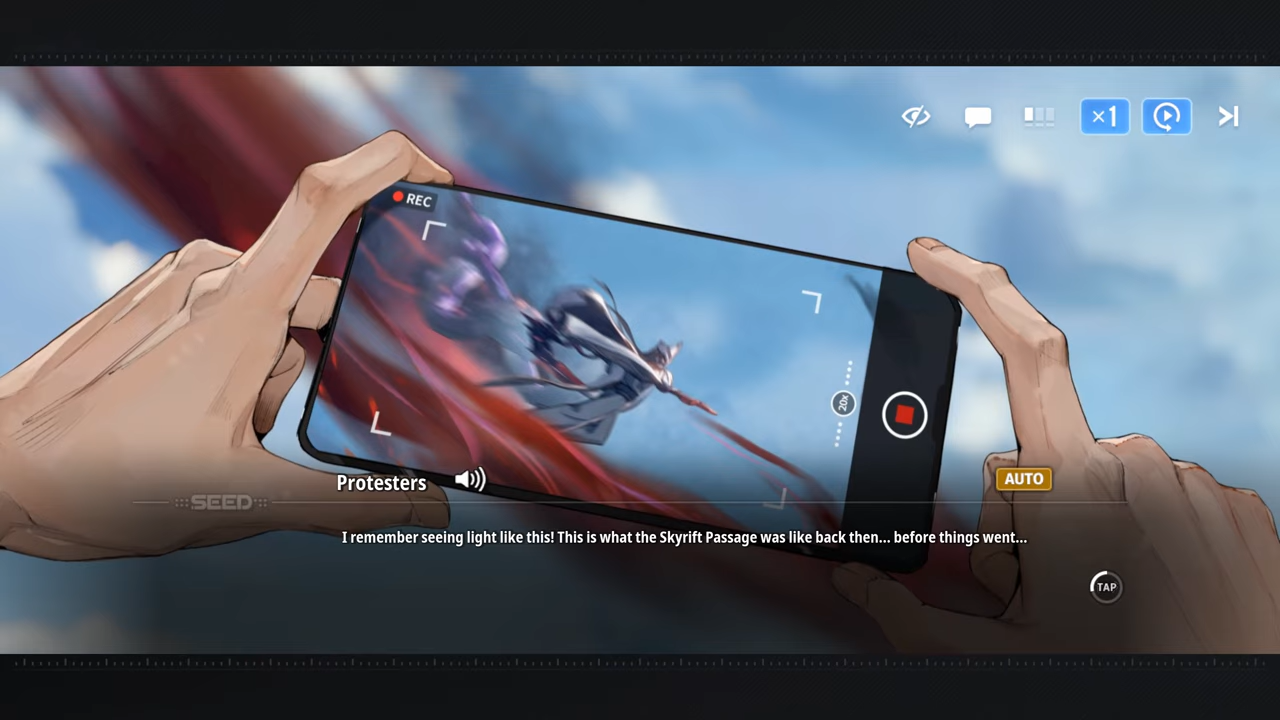 ×1
REC
20x
Protesters
AUTO
SEED
I remember seeing light like this! This is what the Skyrift Passage was like back then... before things went...
TAP